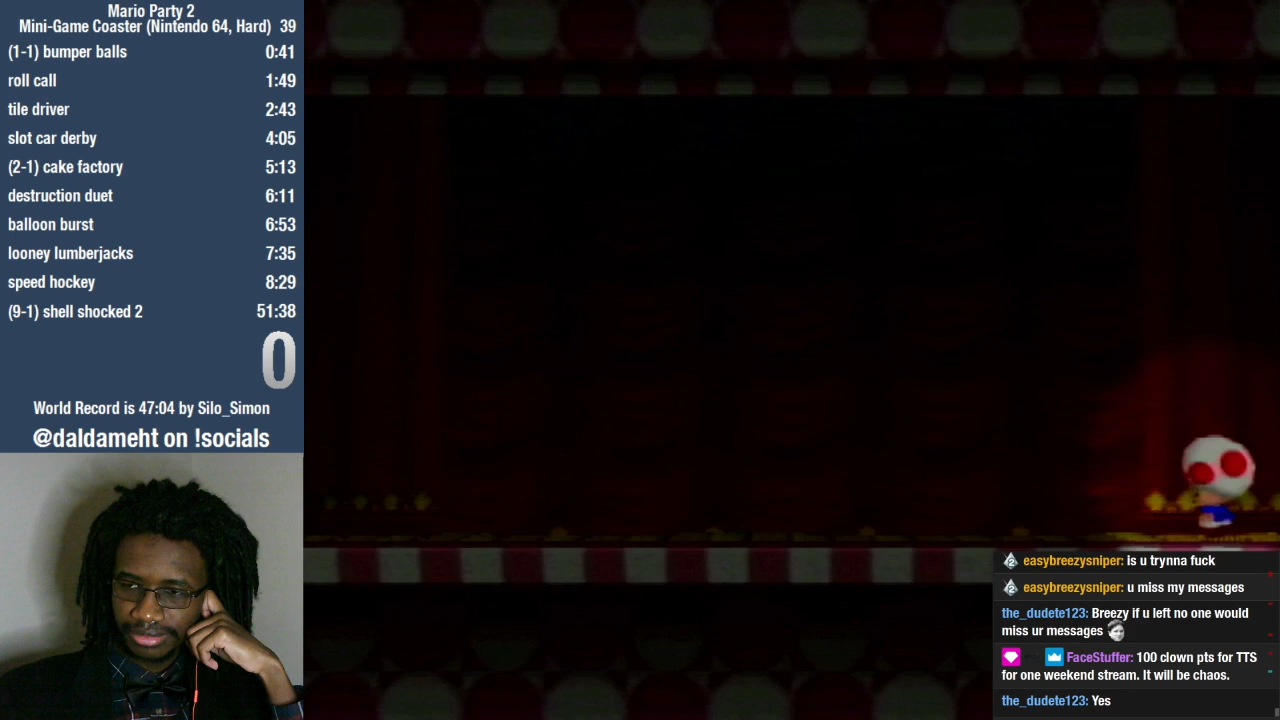 Mario Party 2
Mini-Game Coaster (Nintendo 64, Hard) 39
(1-1) bumper balls 0:41
roll call 1:49
tile driver 2:43
slot car derby 4:05
(2-1) cake factory 5:13
destruction duet 6:11
balloon burst 6:53
looney lumberjacks 7:35
speed hockey 8:29
(9-1) shell shocked 2 51:38
0
World Record is 47:04 by Silo_Simon
@daldameht on !socials
2 easybreezysniper: is u trynna fuck
2 easybreezysniper: u miss my messages
the_dudete123: Breezy if u left no one would
miss ur messages
FaceStuffer: 100 clown pts for TTS
for one weekend stream. It will be chaos.
the_dudete123: Yes